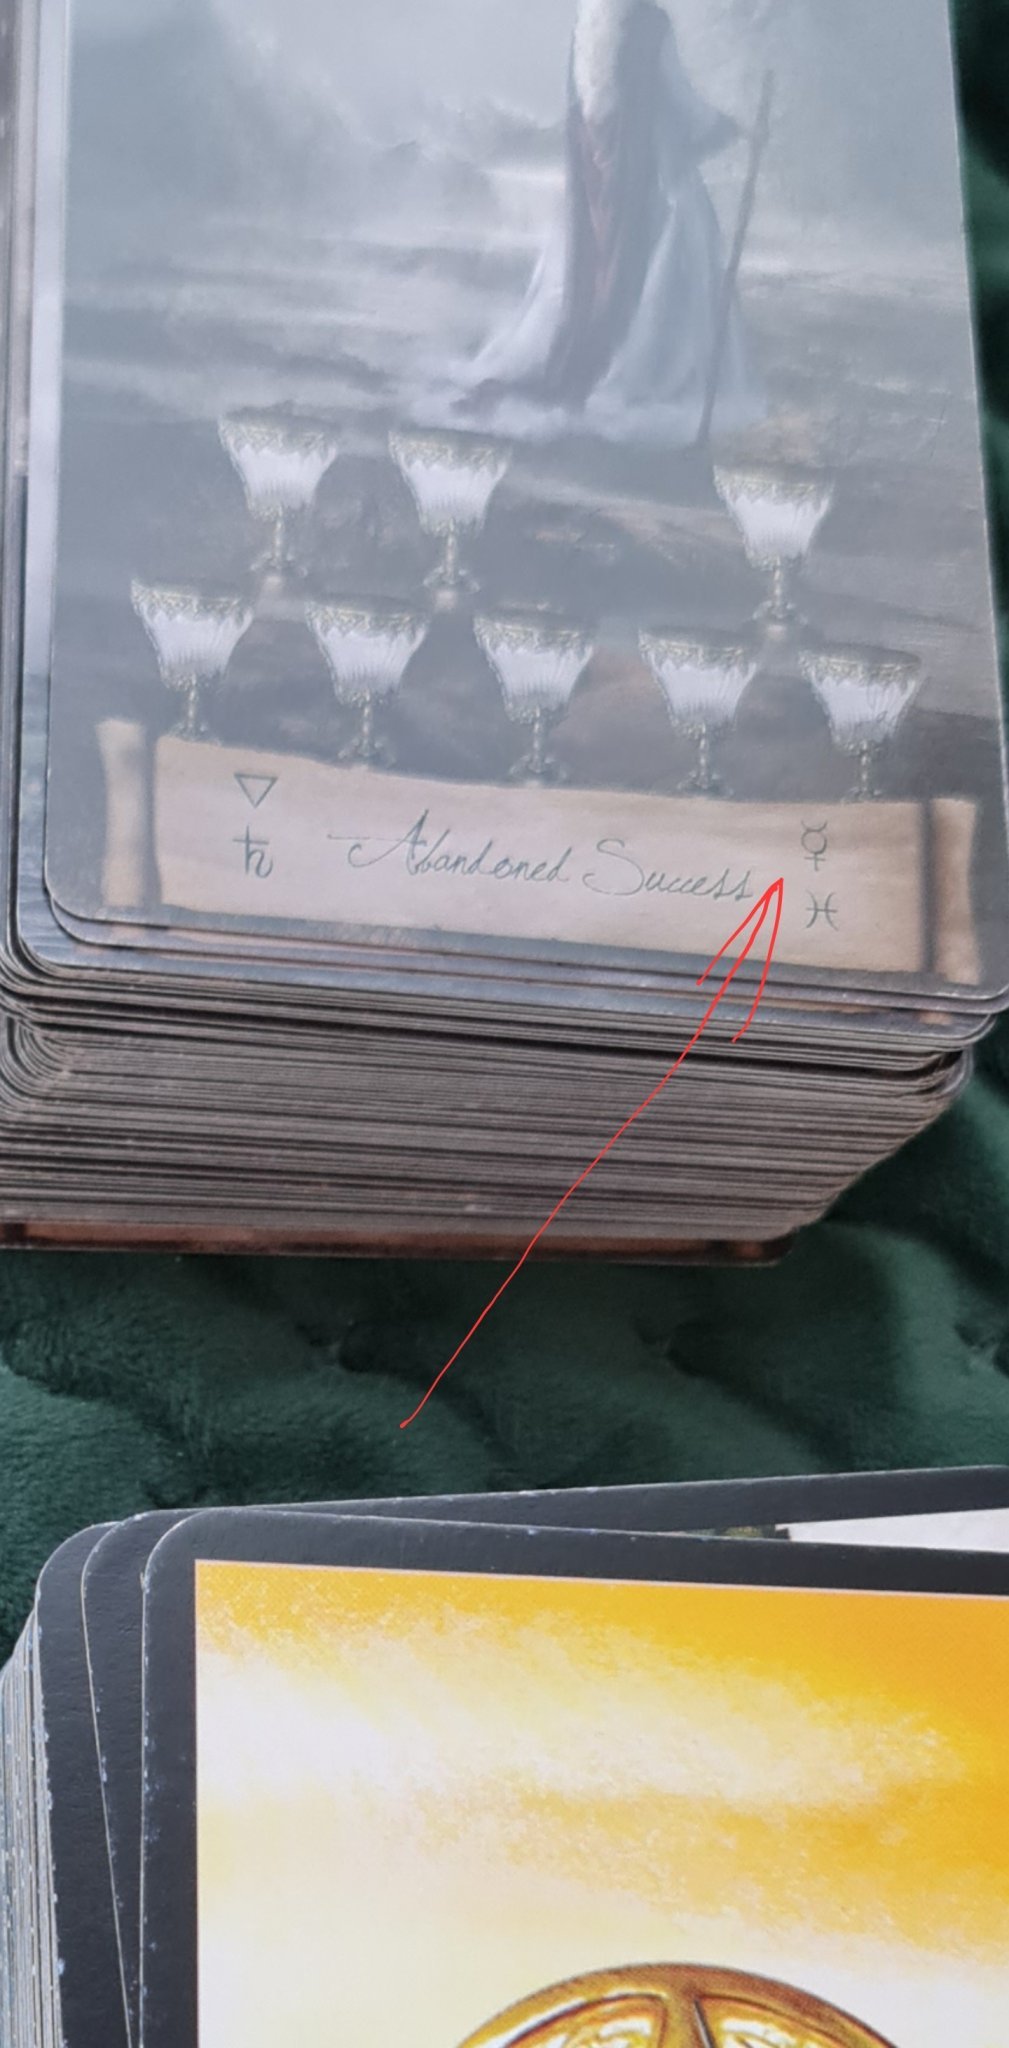 ▽ ☿
♄ Abandoned Success ♓